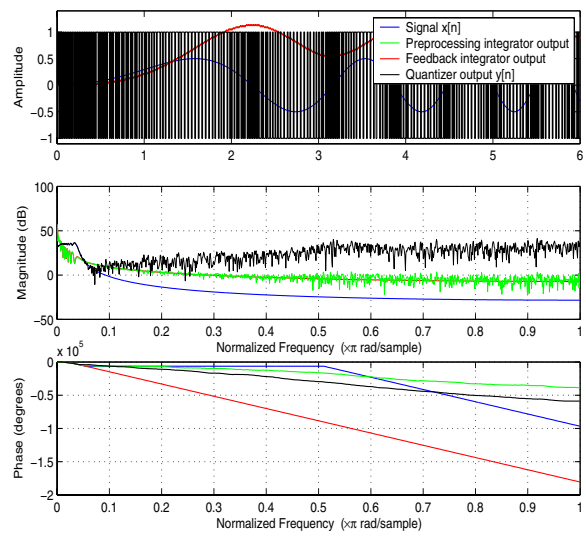 Signal x[n]
Preprocessing integrator output
Feedback integrator output
Quantizer output y[n]
Amplitude
1
0.5
0
−0.5
−1
0 1 2 3 4 5 6
Magnitude (dB)
100
50
0
−50
0 0.1 0.2 0.3 0.4 0.5 0.6 0.7 0.8 0.9 1
Normalized Frequency (×π rad/sample)
x 10^5
Phase (degrees)
0
−0.5
−1
−1.5
−2
0 0.1 0.2 0.3 0.4 0.5 0.6 0.7 0.8 0.9 1
Normalized Frequency (×π rad/sample)